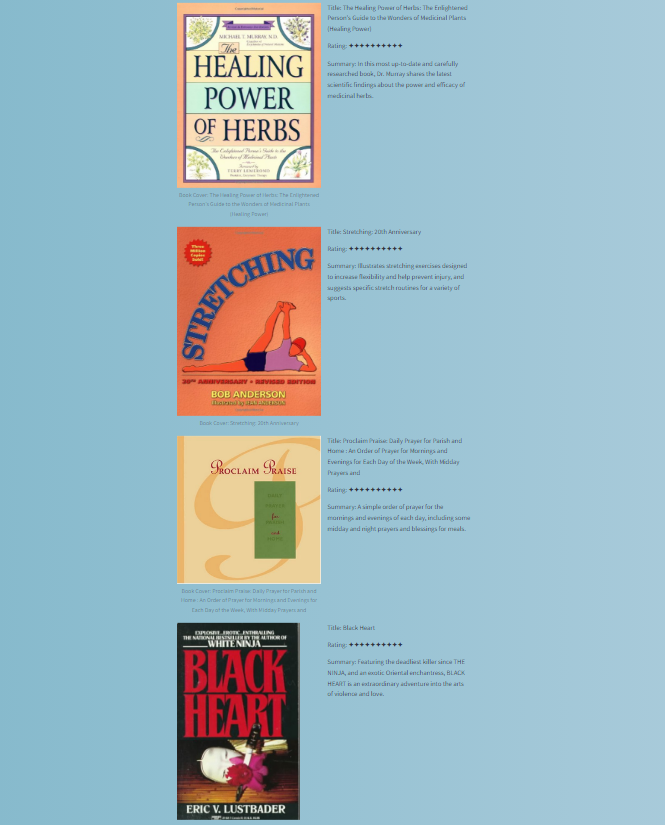 MICHAEL T. MURRAY, N.D.
The
HEALING
POWER
OF HERBS
The Enlightened Person's Guide to the
Wonders of Medicinal Plants
Title: The Healing Power of Herbs: The Enlightened
Person's Guide to the Wonders of Medicinal Plants
(Healing Power)
Rating: ✦✦✦✦✦✦✦✦✦✦
Summary: In this most up-to-date and carefully
researched book, Dr. Murray shares the latest
scientific findings about the power and efficacy of
medicinal herbs.
Book Cover: The Healing Power of Herbs: The Enlightened
Person's Guide to the Wonders of Medicinal Plants
(Healing Power)
Three
Million
Copies
Sold!
STRETCHING
20TH ANNIVERSARY • REVISED EDITION
BOB ANDERSON
Title: Stretching: 20th Anniversary
Rating: ✦✦✦✦✦✦✦✦✦✦
Summary: Illustrates stretching exercises designed
to increase flexibility and help prevent injury, and
suggests specific stretch routines for a variety of
sports.
Book Cover: Stretching: 20th Anniversary
PROCLAIM PRAISE
for
and
Title: Proclaim Praise: Daily Prayer for Parish and
Home : An Order of Prayer for Mornings and
Evenings for Each Day of the Week, With Midday
Prayers and
Rating: ✦✦✦✦✦✦✦✦✦✦
Summary: A simple order of prayer for the
mornings and evenings of each day, including some
midday and night prayers and blessings for meals.
Book Cover: Proclaim Praise: Daily Prayer for Parish and
Home : An Order of Prayer for Mornings and Evenings for
Each Day of the Week, With Midday Prayers and
EXPLOSIVE...EROTIC...ENTHRALLING
THE NATIONAL BESTSELLER BY THE AUTHOR OF
WHITE NINJA
BLACK
HEART
ERIC V. LUSTBADER
Title: Black Heart
Rating: ✦✦✦✦✦✦✦✦✦✦
Summary: Featuring the deadliest killer since THE
NINJA, and an exotic Oriental enchantress, BLACK
HEART is an extraordinary adventure into the arts
of violence and love.